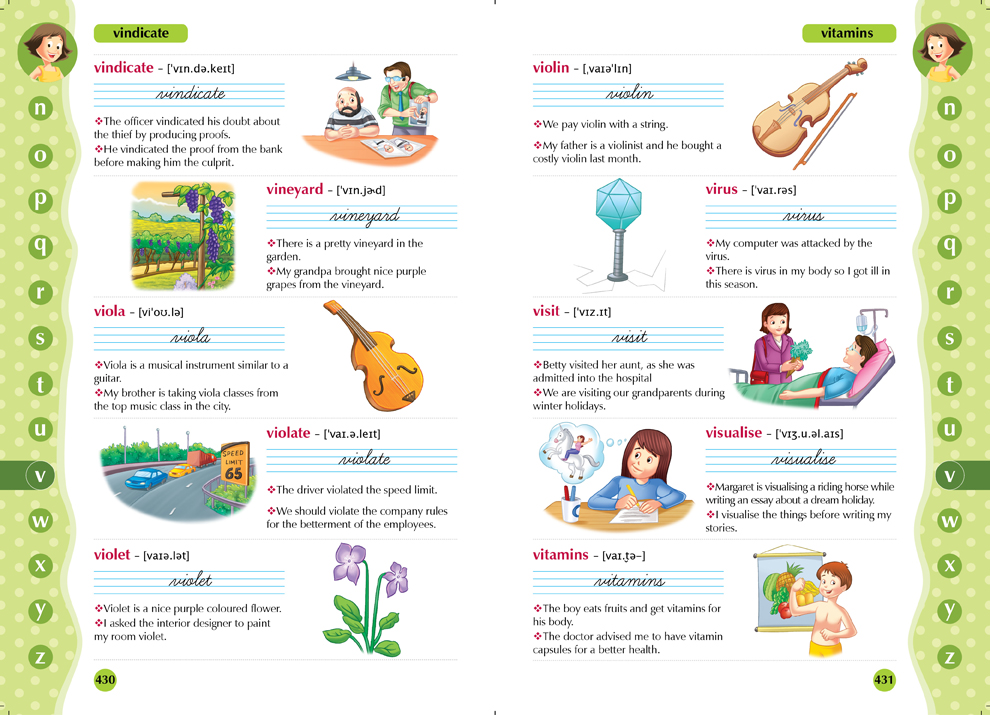 vindicate
vindicate – ['vɪn.də.keɪt]
vindicate
❖The officer vindicated his doubt about
the thief by producing proofs.
❖He vindicated the proof from the bank
before making him the culprit.
vineyard – ['vɪn.jɚd]
vineyard
❖There is a pretty vineyard in the
garden.
❖My grandpa brought nice purple
grapes from the vineyard.
viola – [vi'oʊ.lə]
viola
❖Viola is a musical instrument similar to a
guitar.
❖My brother is taking viola classes from
the top music class in the city.
violate – ['vaɪ.ə.leɪt]
violate
❖The driver violated the speed limit.
❖We should violate the company rules
for the betterment of the employees.
SPEED
LIMIT
65
violet – [vaɪə.lət]
violet
❖Violet is a nice purple coloured flower.
❖I asked the interior designer to paint
my room violet.
430
n
o
p
q
r
s
t
u
v
w
x
y
z
vitamins
violin – [ˌvaɪə'lɪn]
violin
❖We pay violin with a string.
❖My father is a violinist and he bought a
costly violin last month.
virus – ['vaɪ.rəs]
virus
❖My computer was attacked by the
virus.
❖There is virus in my body so I got ill in
this season.
visit – ['vɪz.ɪt]
visit
❖Betty visited her aunt, as she was
admitted into the hospital
❖We are visiting our grandparents during
winter holidays.
visualise – ['vɪʒ.u.əl.aɪs]
visualise
❖Margaret is visualising a riding horse while
writing an essay about a dream holiday.
❖I visualise the things before writing my
stories.
vitamins – [vaɪ.t̬ə–]
vitamins
❖The boy eats fruits and get vitamins for
his body.
❖The doctor advised me to have vitamin
capsules for a better health.
431
n
o
p
q
r
s
t
u
v
w
x
y
z